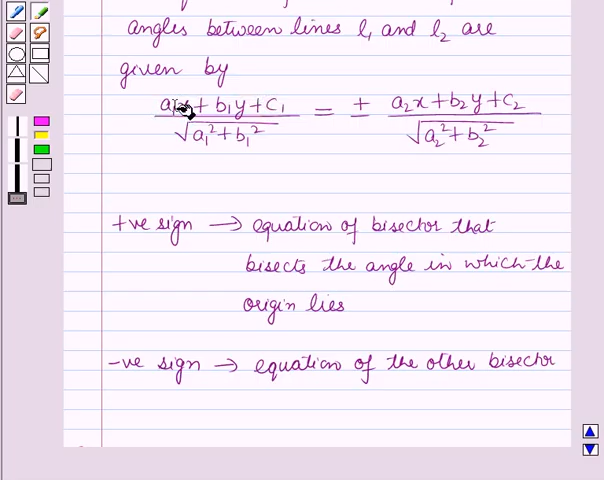 angles between lines l₁ and l₂ are
given by
a₁x + b₁y + c₁ / √a₁² + b₁² = ± a₂x + b₂y + c₂ / √a₂² + b₂²
+ve sign → equation of bisector that
bisects the angle in which the
origin lies
-ve sign → equation of the other bisector